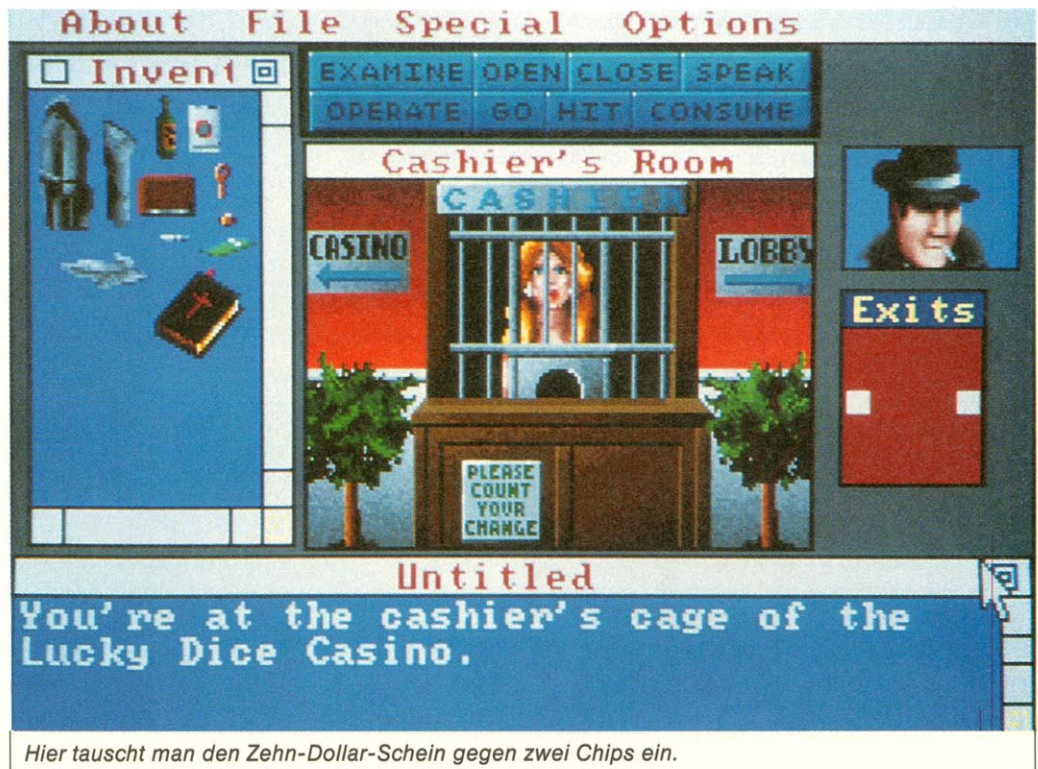 About File Special Options
Invent
EXAMINE OPEN CLOSE SPEAK
OPERATE GO HIT CONSUME
Cashier's Room
CASHIER
CASINO
LOBBY
PLEASE
COUNT
YOUR
CHANGE
Exits
Untitled
You're at the cashier's cage of the
Lucky Dice Casino.
Hier tauscht man den Zehn-Dollar-Schein gegen zwei Chips ein.